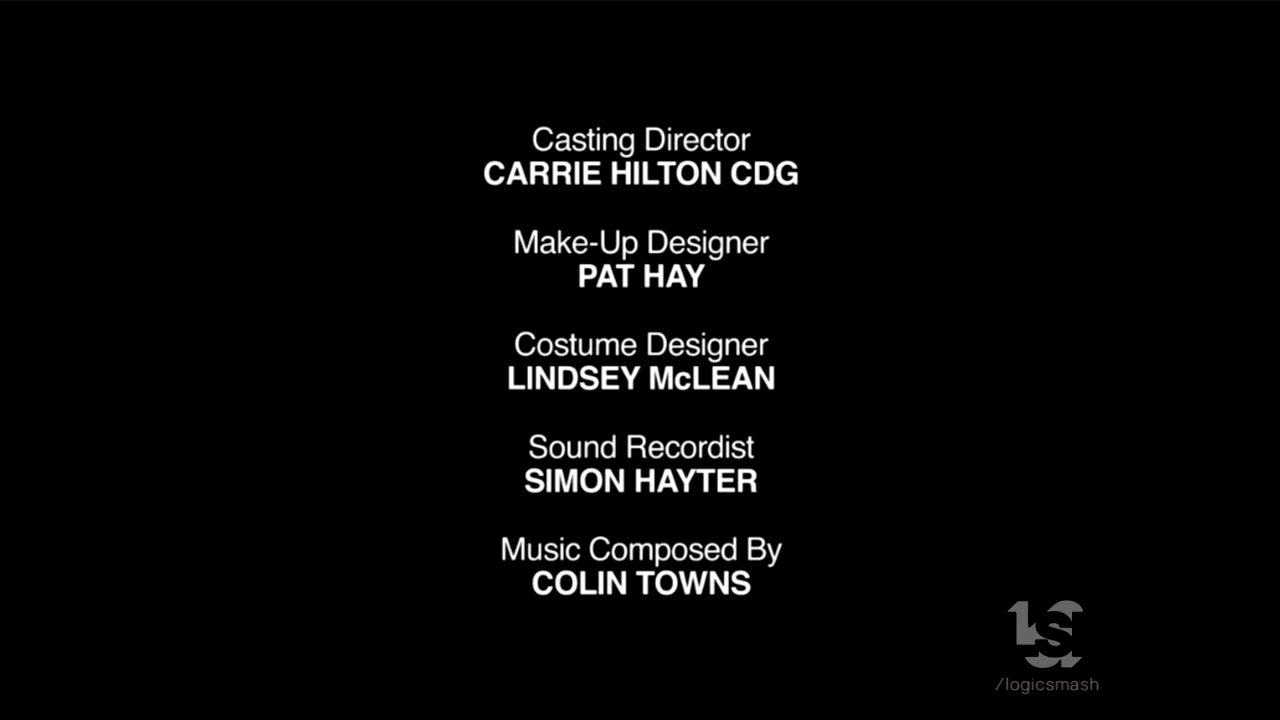 Casting Director
CARRIE HILTON CDG
Make-Up Designer
PAT HAY
Costume Designer
LINDSEY McLEAN
Sound Recordist
SIMON HAYTER
Music Composed By
COLIN TOWNS
1S
/logicsmash